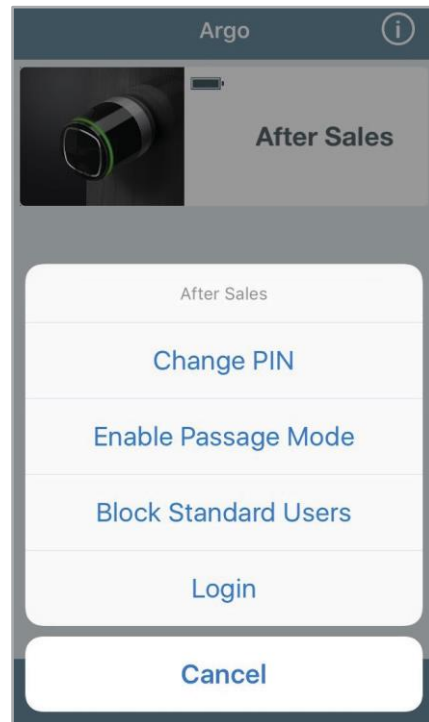 Argo
After Sales
After Sales
Change PIN
Enable Passage Mode
Block Standard Users
Login
Cancel